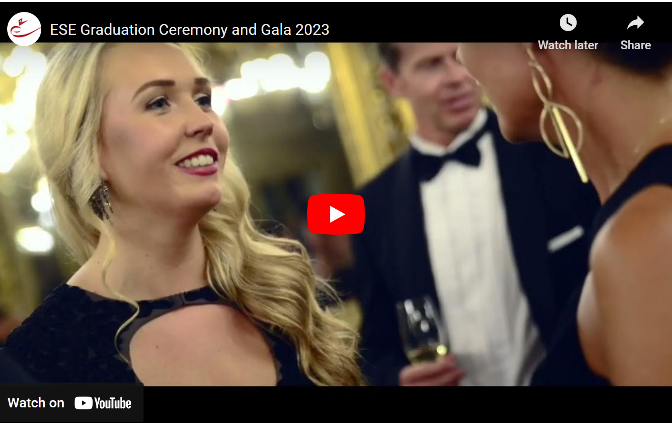 ESE Graduation Ceremony and Gala 2023
Watch later
Share
Watch on YouTube